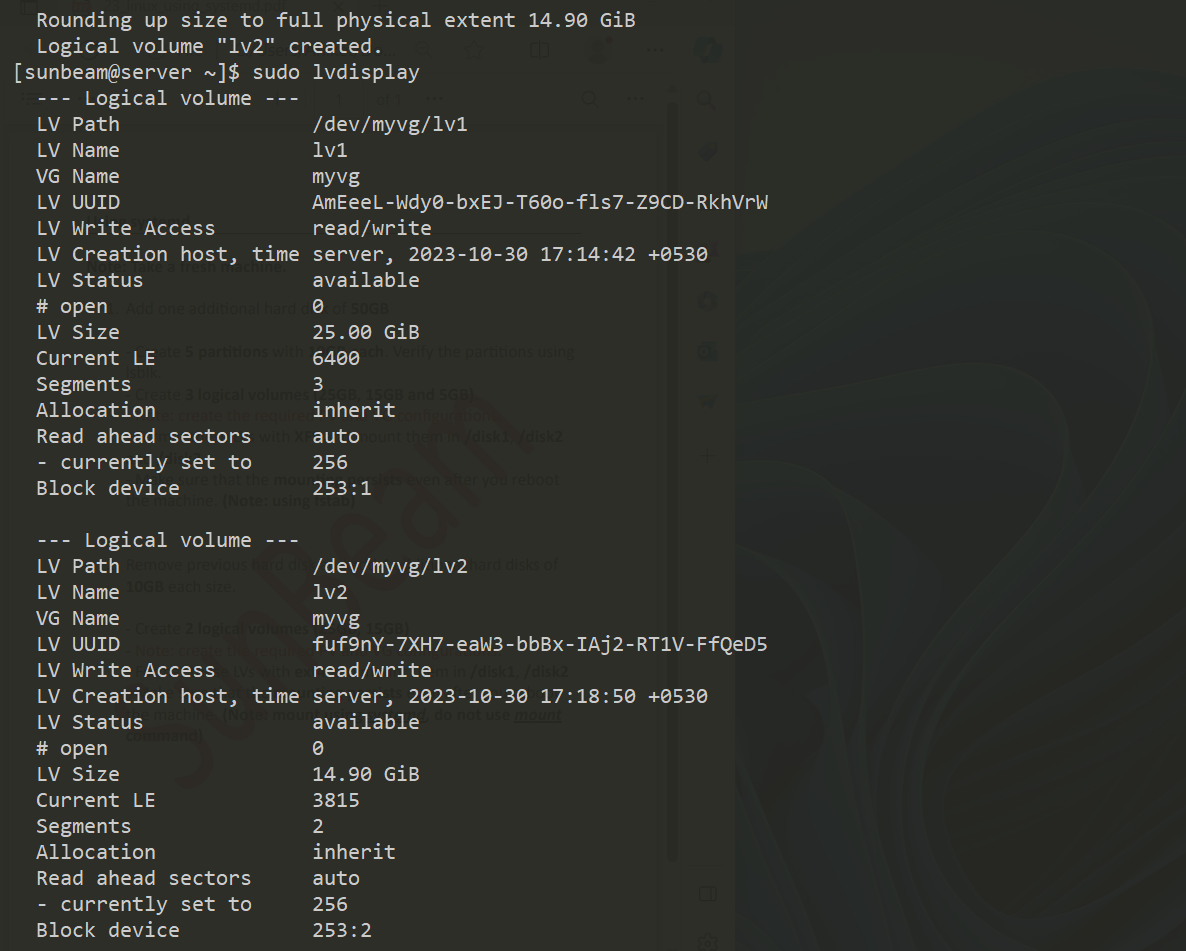 Rounding up size to full physical extent 14.90 GiB
Logical volume "lv2" created.
[sunbeam@server ~]$ sudo lvdisplay
--- Logical volume ---
LV Path /dev/myvg/lv1
LV Name lv1
VG Name myvg
LV UUID AmEeeL-Wdy0-bxEJ-T60o-fls7-Z9CD-RkhVrW
LV Write Access read/write
LV Creation host, time server, 2023-10-30 17:14:42 +0530
LV Status available
# open 0
LV Size 25.00 GiB
Current LE 6400
Segments 3
Allocation inherit
Read ahead sectors auto
- currently set to 256
Block device 253:1
--- Logical volume ---
LV Path /dev/myvg/lv2
LV Name lv2
VG Name myvg
LV UUID fuf9nY-7XH7-eaW3-bbBx-IAj2-RT1V-FfQeD5
LV Write Access read/write
LV Creation host, time server, 2023-10-30 17:18:50 +0530
LV Status available
# open 0
LV Size 14.90 GiB
Current LE 3815
Segments 2
Allocation inherit
Read ahead sectors auto
- currently set to 256
Block device 253:2